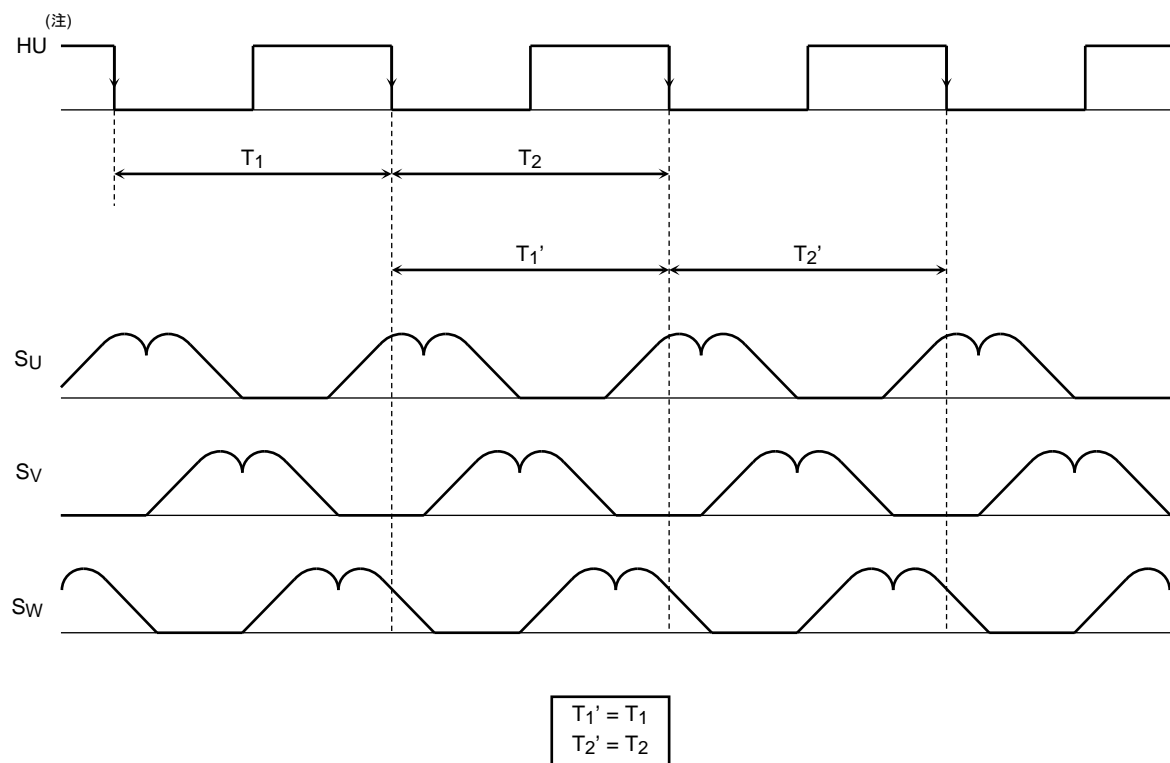 (注)
HU
T1
T2
T1’
T2’
SU
SV
SW
T1’ = T1
T2’ = T2